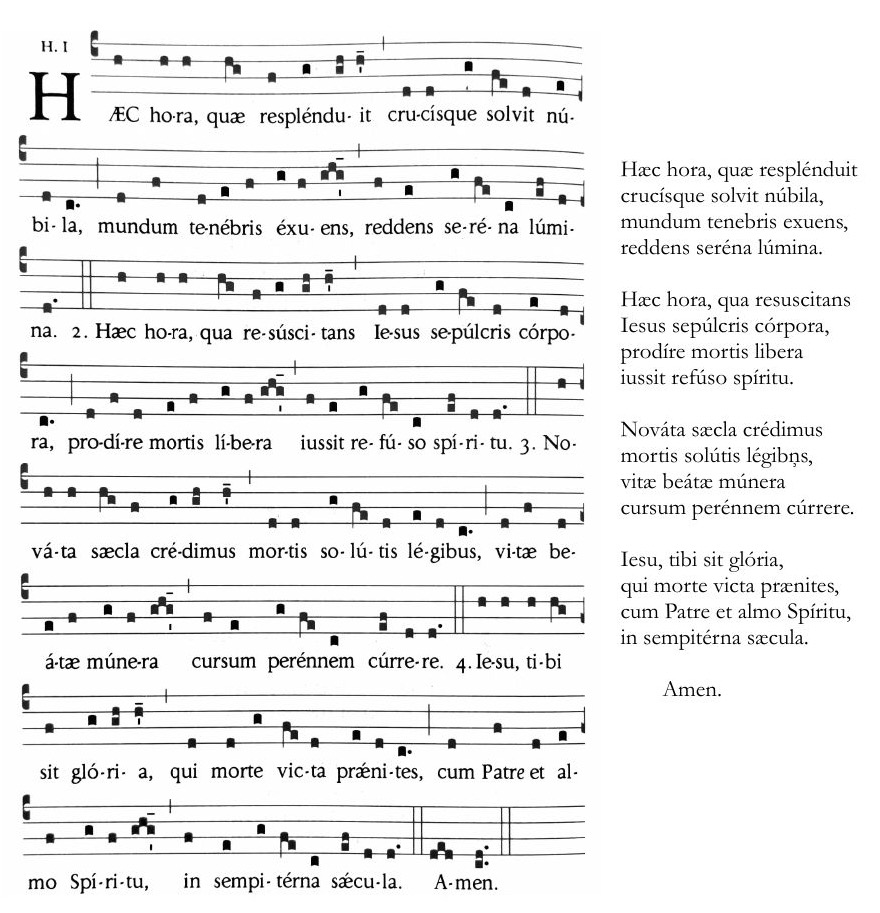 H. I
HÆC ho-ra, quæ respléndu- it cru-císque solvit nú-
bi- la, mundum te-nébris éxu- ens, reddens se-ré- na lúmi-
na. 2. Hæc ho-ra, qua re-súsci- tans Ie-sus se-púlcris córpo-
ra, pro-dí-re mortis lí-be-ra iussit re- fú- so spí-ri- tu. 3. No-
vá-ta sæcla cré-dimus mor-tis so- lú- tis lé-gibus, vi-tæ be-
á-tæ múne-ra cursum perénnem cúrre- re. 4. Ie-su, ti-bi
sit gló-ri- a, qui morte vic-ta prǽni-tes, cum Patre et al-
mo Spí-ri-tu, in sempi- térna sǽcu-la. A-men.
Hæc hora, quæ resplénduit
crucísque solvit núbila,
mundum tenebris exuens,
reddens seréna lúmina.
Hæc hora, qua resuscitans
Iesus sepúlcris córpora,
prodíre mortis libera
iussit refúso spíritu.
Nováta sæcla crédimus
mortis solútis légibņs,
vitæ beátæ múnera
cursum perénnem cúrrere.
Iesu, tibi sit glória,
qui morte victa prænites,
cum Patre et almo Spíritu,
in sempitérna sæcula.
Amen.